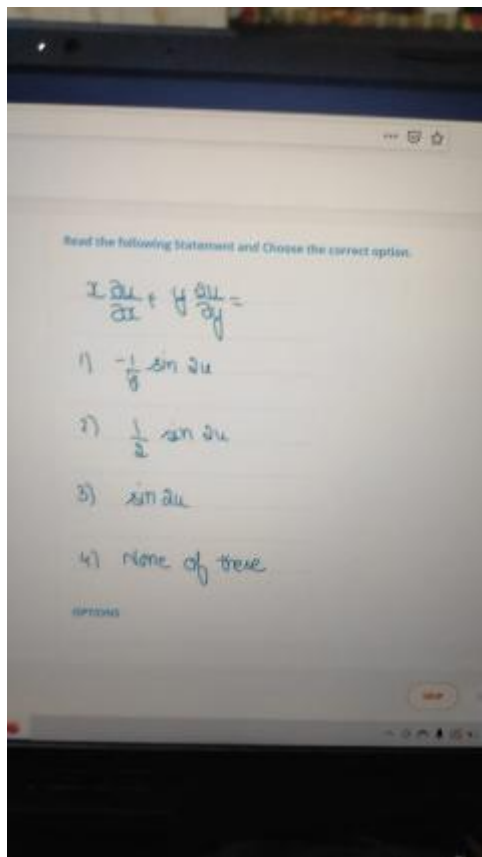 Read the following Statement and Choose the correct option.
x ∂u/∂x + y ∂u/∂y =
1) -1/8 sin 2u
2) 1/2 sin 2u
3) sin 2u
4) None of these
OPTIONS